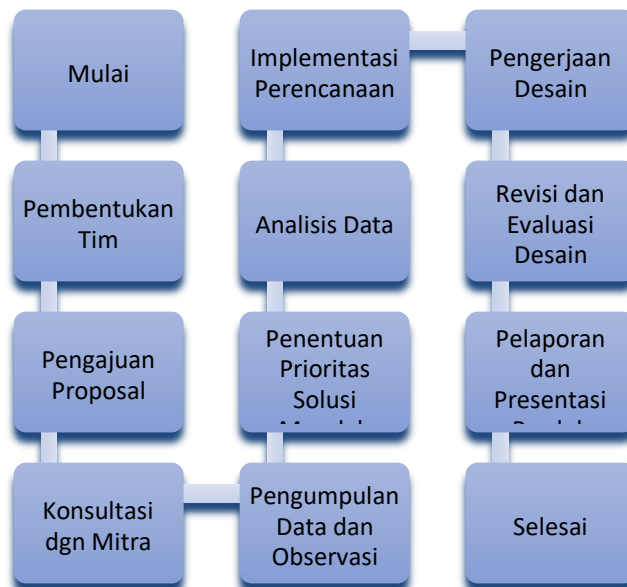 Mulai
Pembentukan
Tim
Pengajuan
Proposal
Konsultasi
dgn Mitra
Pengumpulan
Data dan
Observasi
Penentuan
Prioritas
Solusi
Analisis Data
Implementasi
Perencanaan
Pengerjaan
Desain
Revisi dan
Evaluasi
Desain
Pelaporan
dan
Presentasi
Selesai